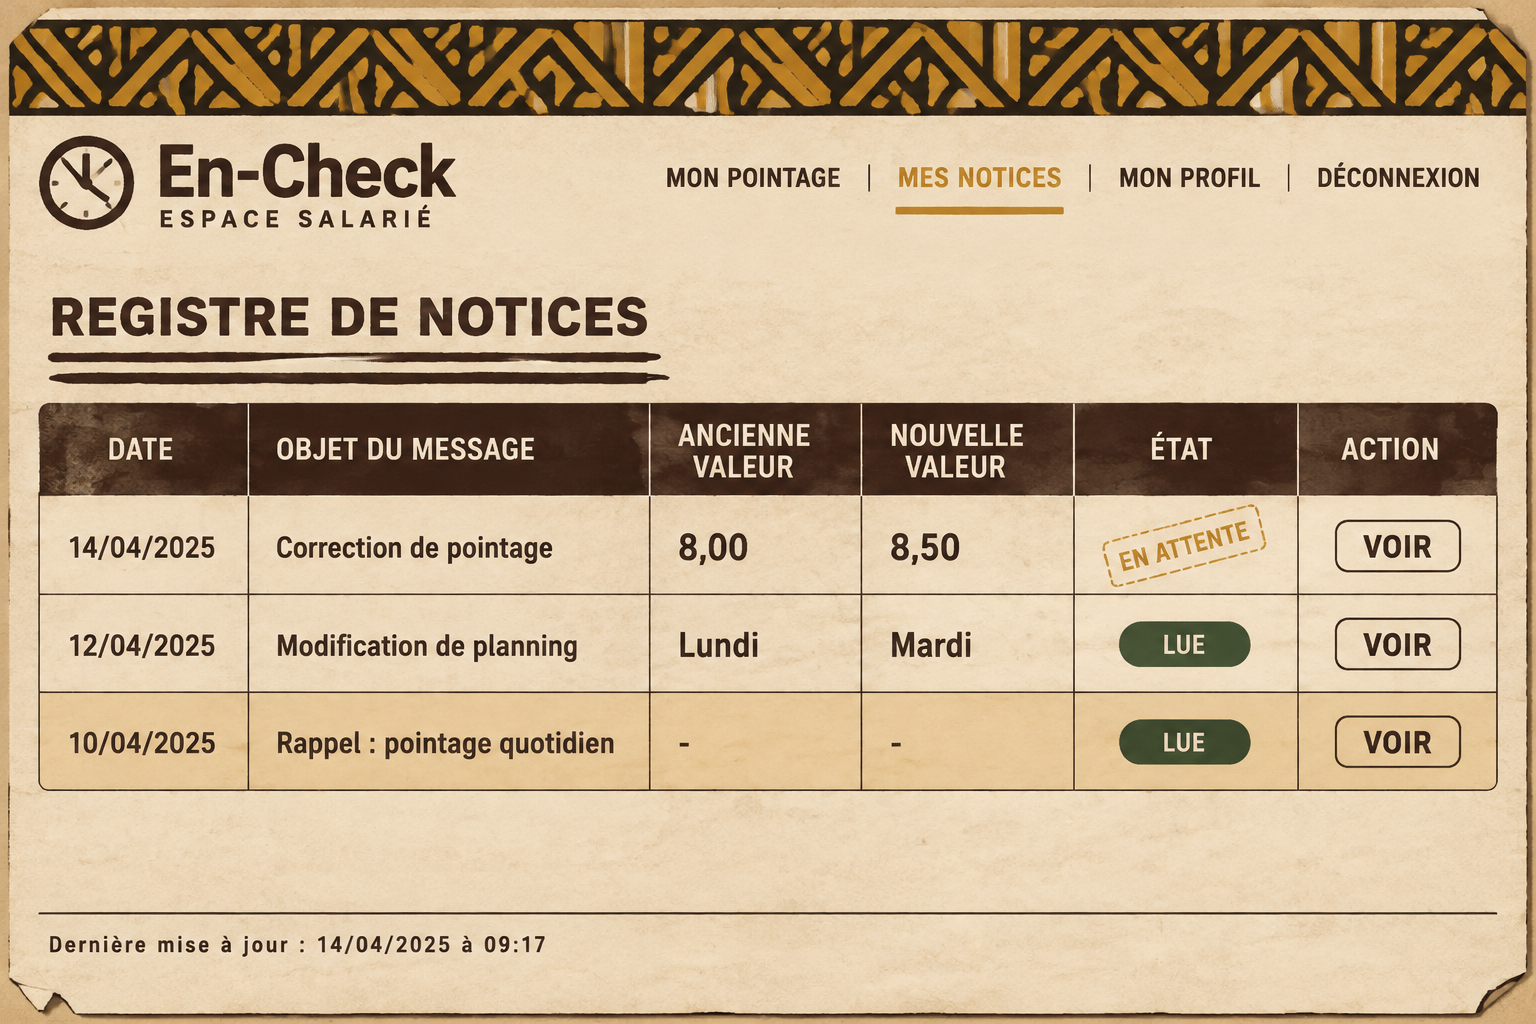 En-Check
ESPACE SALARIÉ
MON POINTAGE | MES NOTICES | MON PROFIL | DÉCONNEXION
REGISTRE DE NOTICES
DATE OBJET DU MESSAGE ANCIENNE VALEUR NOUVELLE VALEUR ÉTAT ACTION
14/04/2025 Correction de pointage 8,00 8,50 EN ATTENTE VOIR
12/04/2025 Modification de planning Lundi Mardi LUE VOIR
10/04/2025 Rappel : pointage quotidien - - LUE VOIR
Dernière mise à jour : 14/04/2025 à 09:17